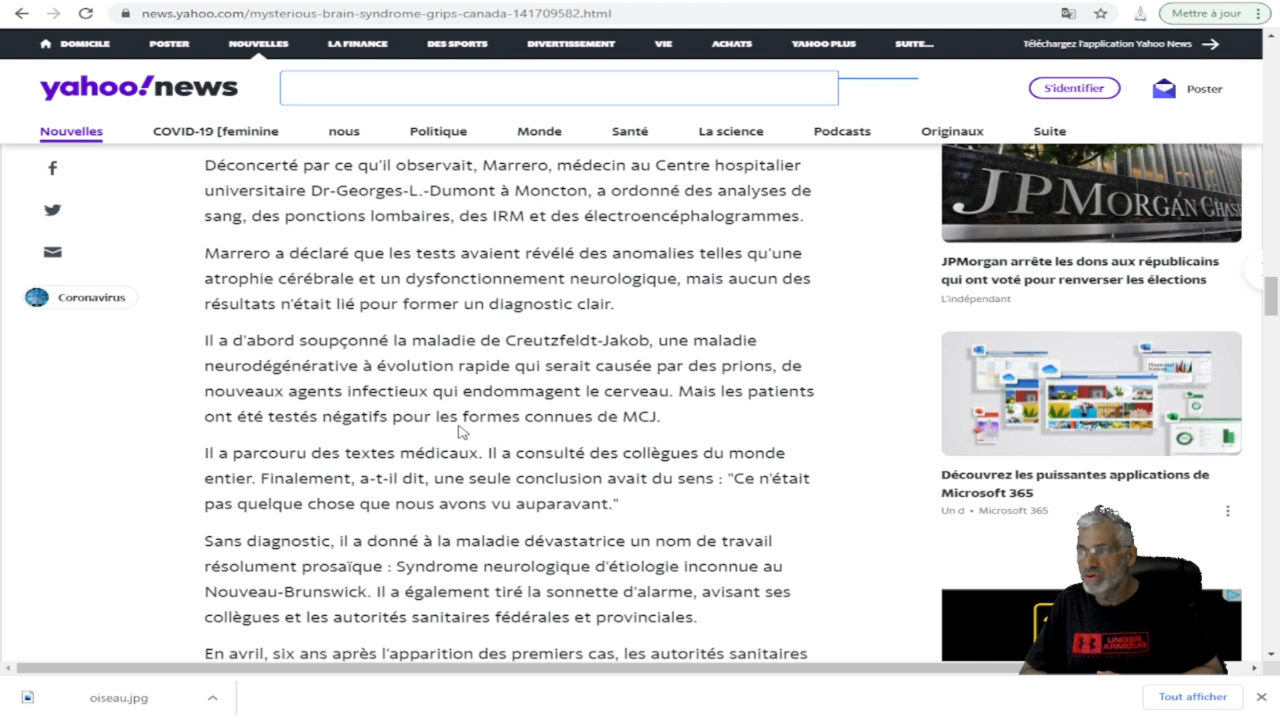 news.yahoo.com/mysterious-brain-syndrome-grips-canada-141709582.html
Mettre à jour
DOMICILE POSTER NOUVELLES LA FINANCE DES SPORTS DIVERTISSEMENT VIE ACHATS YAHOO PLUS SUITE... Téléchargez l'application Yahoo News
yahoo!news
S'identifier Poster
Nouvelles COVID-19 [feminine nous Politique Monde Santé La science Podcasts Originaux Suite
Coronavirus
Déconcerté par ce qu'il observait, Marrero, médecin au Centre hospitalier
universitaire Dr-Georges-L.-Dumont à Moncton, a ordonné des analyses de
sang, des ponctions lombaires, des IRM et des électroencéphalogrammes.
Marrero a déclaré que les tests avaient révélé des anomalies telles qu'une
atrophie cérébrale et un dysfonctionnement neurologique, mais aucun des
résultats n'était lié pour former un diagnostic clair.
Il a d'abord soupçonné la maladie de Creutzfeldt-Jakob, une maladie
neurodégénérative à évolution rapide qui serait causée par des prions, de
nouveaux agents infectieux qui endommagent le cerveau. Mais les patients
ont été testés négatifs pour les formes connues de MCJ.
Il a parcouru des textes médicaux. Il a consulté des collègues du monde
entier. Finalement, a-t-il dit, une seule conclusion avait du sens : "Ce n'était
pas quelque chose que nous avons vu auparavant."
Sans diagnostic, il a donné à la maladie dévastatrice un nom de travail
résolument prosaïque : Syndrome neurologique d'étiologie inconnue au
Nouveau-Brunswick. Il a également tiré la sonnette d'alarme, avisant ses
collègues et les autorités sanitaires fédérales et provinciales.
En avril, six ans après l'apparition des premiers cas, les autorités sanitaires
JPMORGAN CHASE
JPMorgan arrête les dons aux républicains
qui ont voté pour renverser les élections
L'indépendant
Découvrez les puissantes applications de
Microsoft 365
Un d • Microsoft 365
UNDER
ARMOUR
oiseau.jpg
Tout afficher